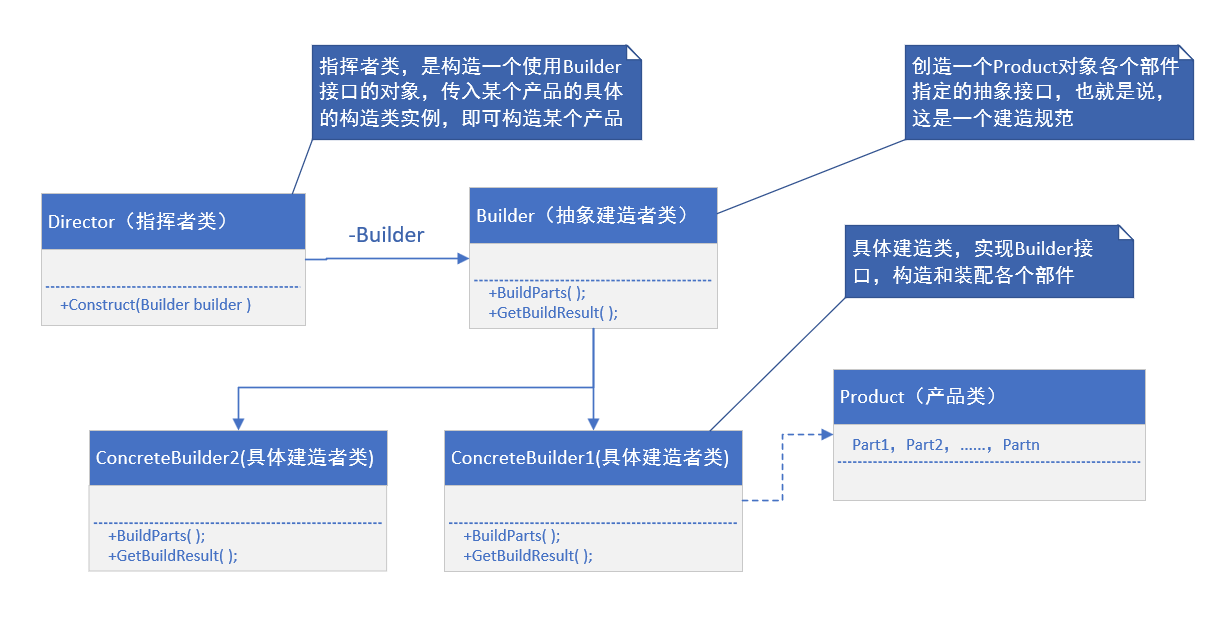 指挥者类，是构造一个使用Builder
接口的对象，传入某个产品的具体
的构造类实例，即可构造某个产品
创造一个Product对象各个部件
指定的抽象接口，也就是说，
这是一个建造规范
Director（指挥者类）
+Construct(Builder builder )
-Builder
Builder（抽象建造者类）
+BuildParts( );
+GetBuildResult( );
具体建造类，实现Builder接
口，构造和装配各个部件
Product（产品类）
Part1，Part2，......，Partn
ConcreteBuilder2(具体建造者类)
+BuildParts( );
+GetBuildResult( );
ConcreteBuilder1(具体建造者类)
+BuildParts( );
+GetBuildResult( );